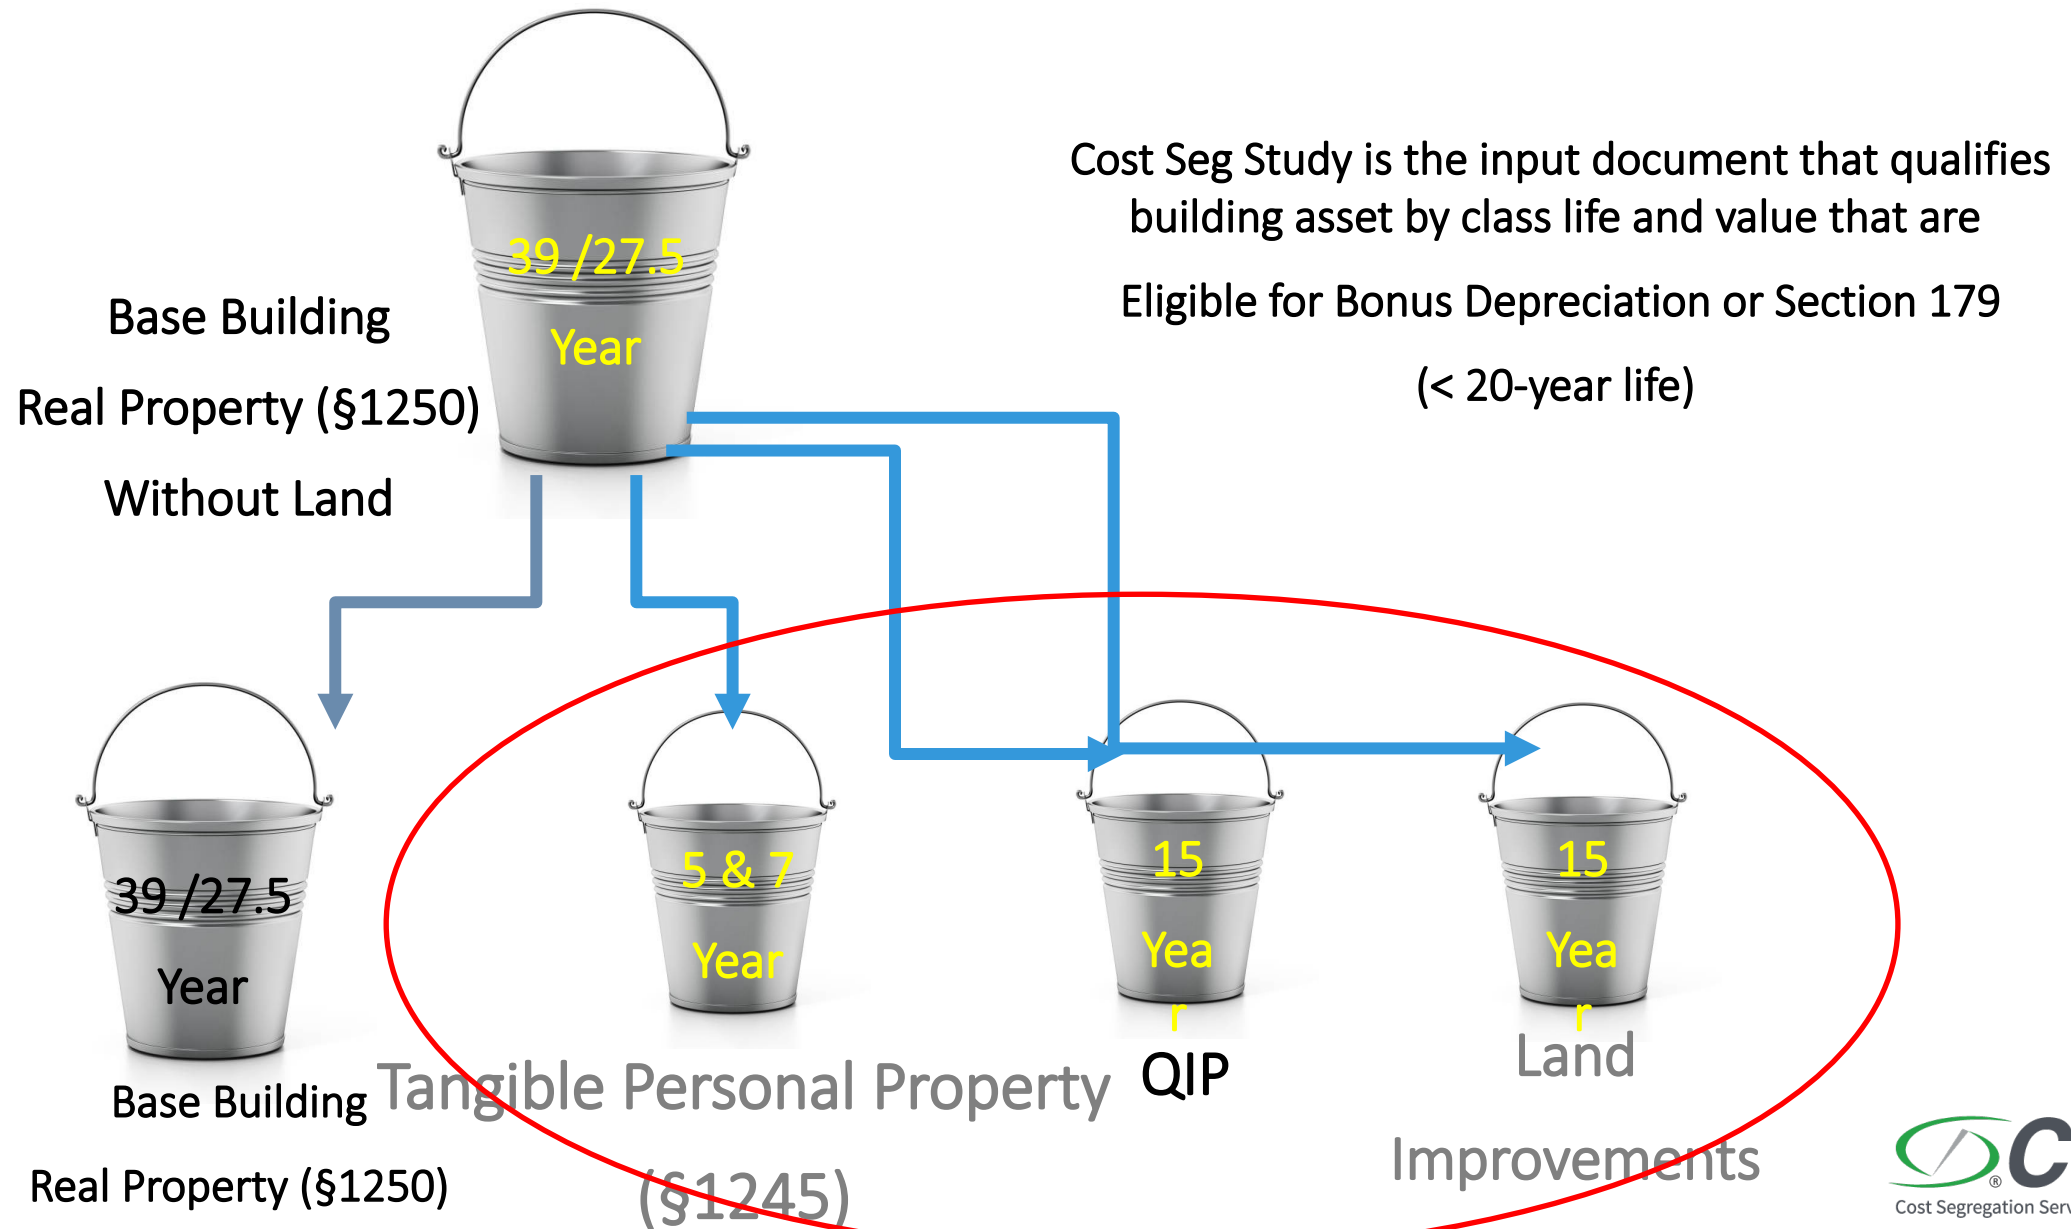 39 /27.5
Year
Base Building
Real Property (§1250)
Without Land
Cost Seg Study is the input document that qualifies
building asset by class life and value that are
Eligible for Bonus Depreciation or Section 179
(< 20-year life)
39 /27.5
Year
Base Building
Real Property (§1250)
5 & 7
Year
Tangible Personal Property
(§1245)
15
Yea
r
QIP
15
Yea
r
Land
Improvements
C
®
Cost Segregation Serv